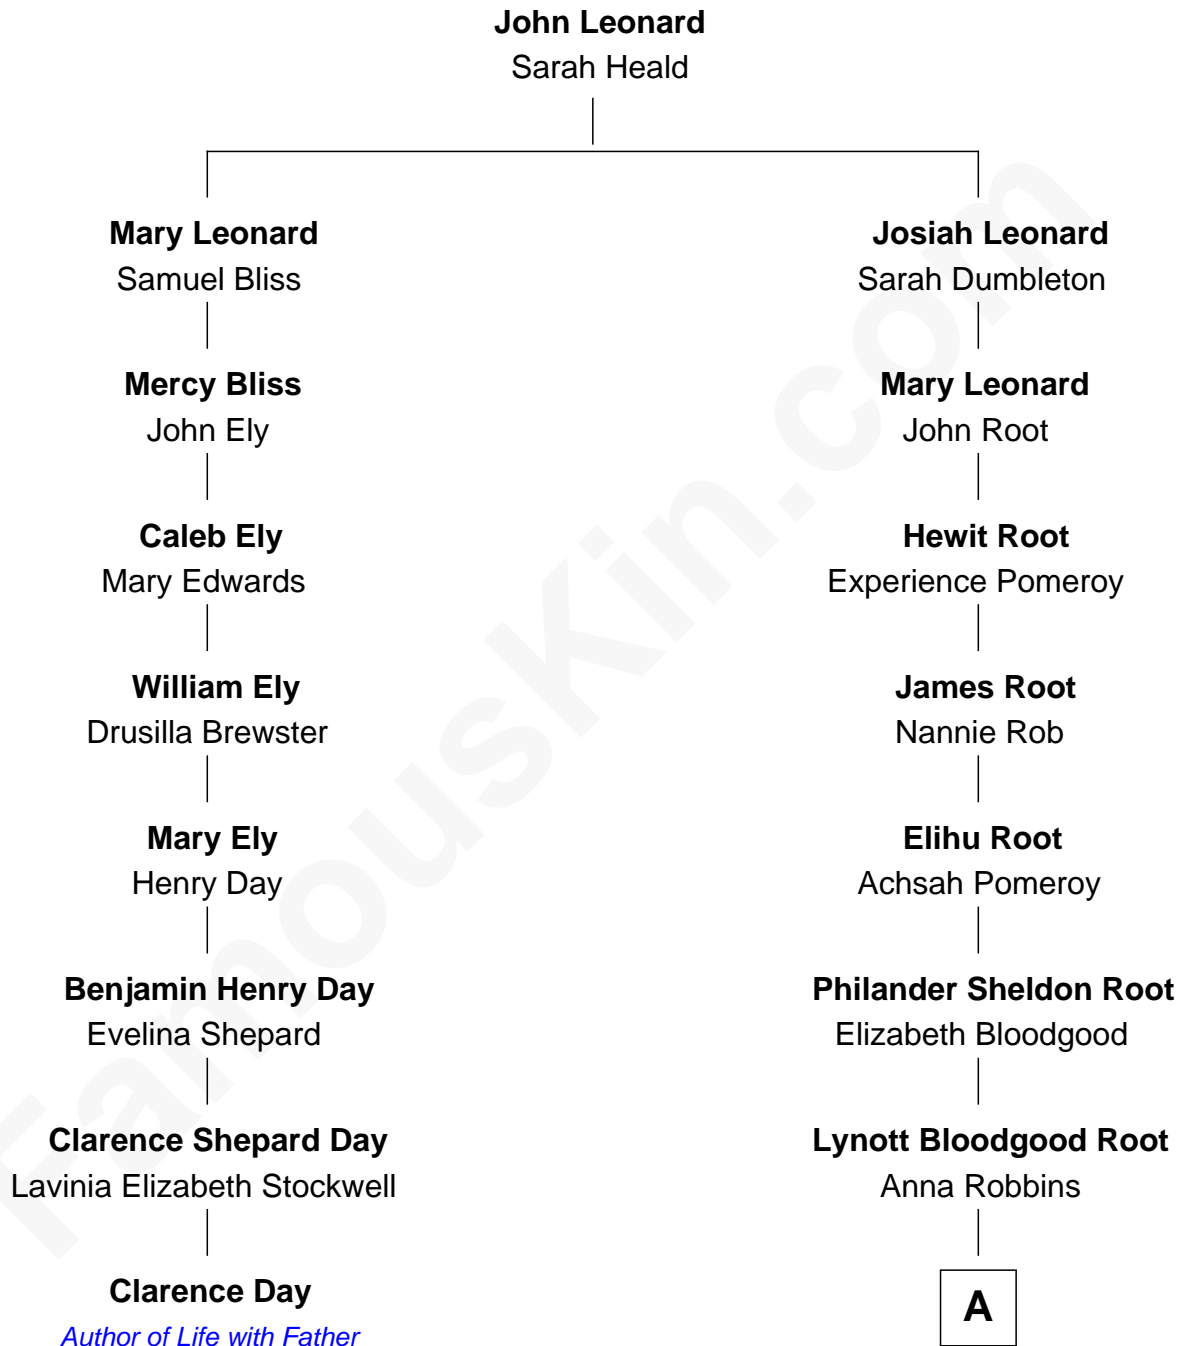 John Leonard
Sarah Heald
Mary Leonard
Samuel Bliss
Mercy Bliss
John Ely
Caleb Ely
Mary Edwards
William Ely
Drusilla Brewster
Mary Ely
Henry Day
Benjamin Henry Day
Evelina Shepard
Clarence Shepard Day
Lavinia Elizabeth Stockwell
Clarence Day
Author of Life with Father
Josiah Leonard
Sarah Dumbleton
Mary Leonard
John Root
Hewit Root
Experience Pomeroy
James Root
Nannie Rob
Elihu Root
Achsah Pomeroy
Philander Sheldon Root
Elizabeth Bloodgood
Lynott Bloodgood Root
Anna Robbins
A
FamousKin.com